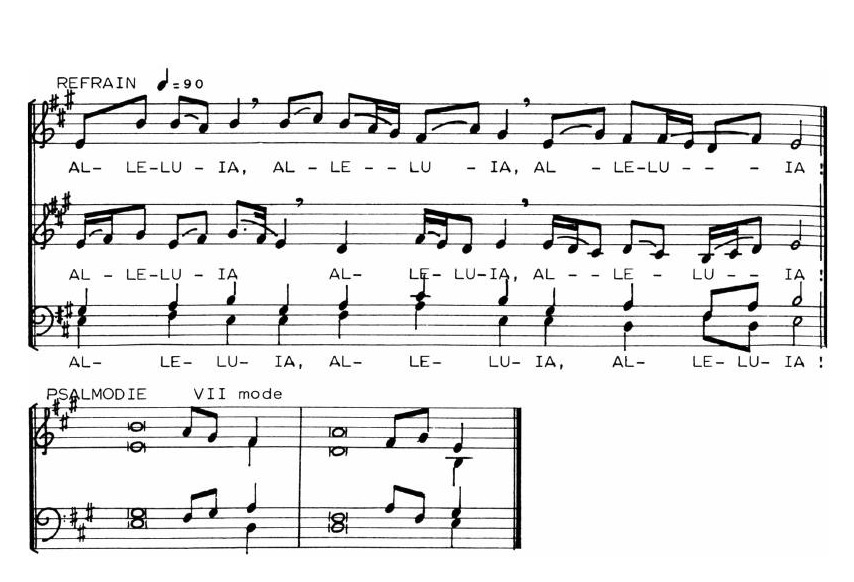 REFRAIN ♩=90
AL- LE-LU - IA, AL - LE - - LU - IA, AL - LE-LU - - - IA :
AL- LE-LU - IA AL- LE- LU-IA, AL - - LE - LU - - IA :
AL- LE- LU- IA, AL- LE- LU- IA, AL- LE- LU- IA :
PSALMODIE VII mode